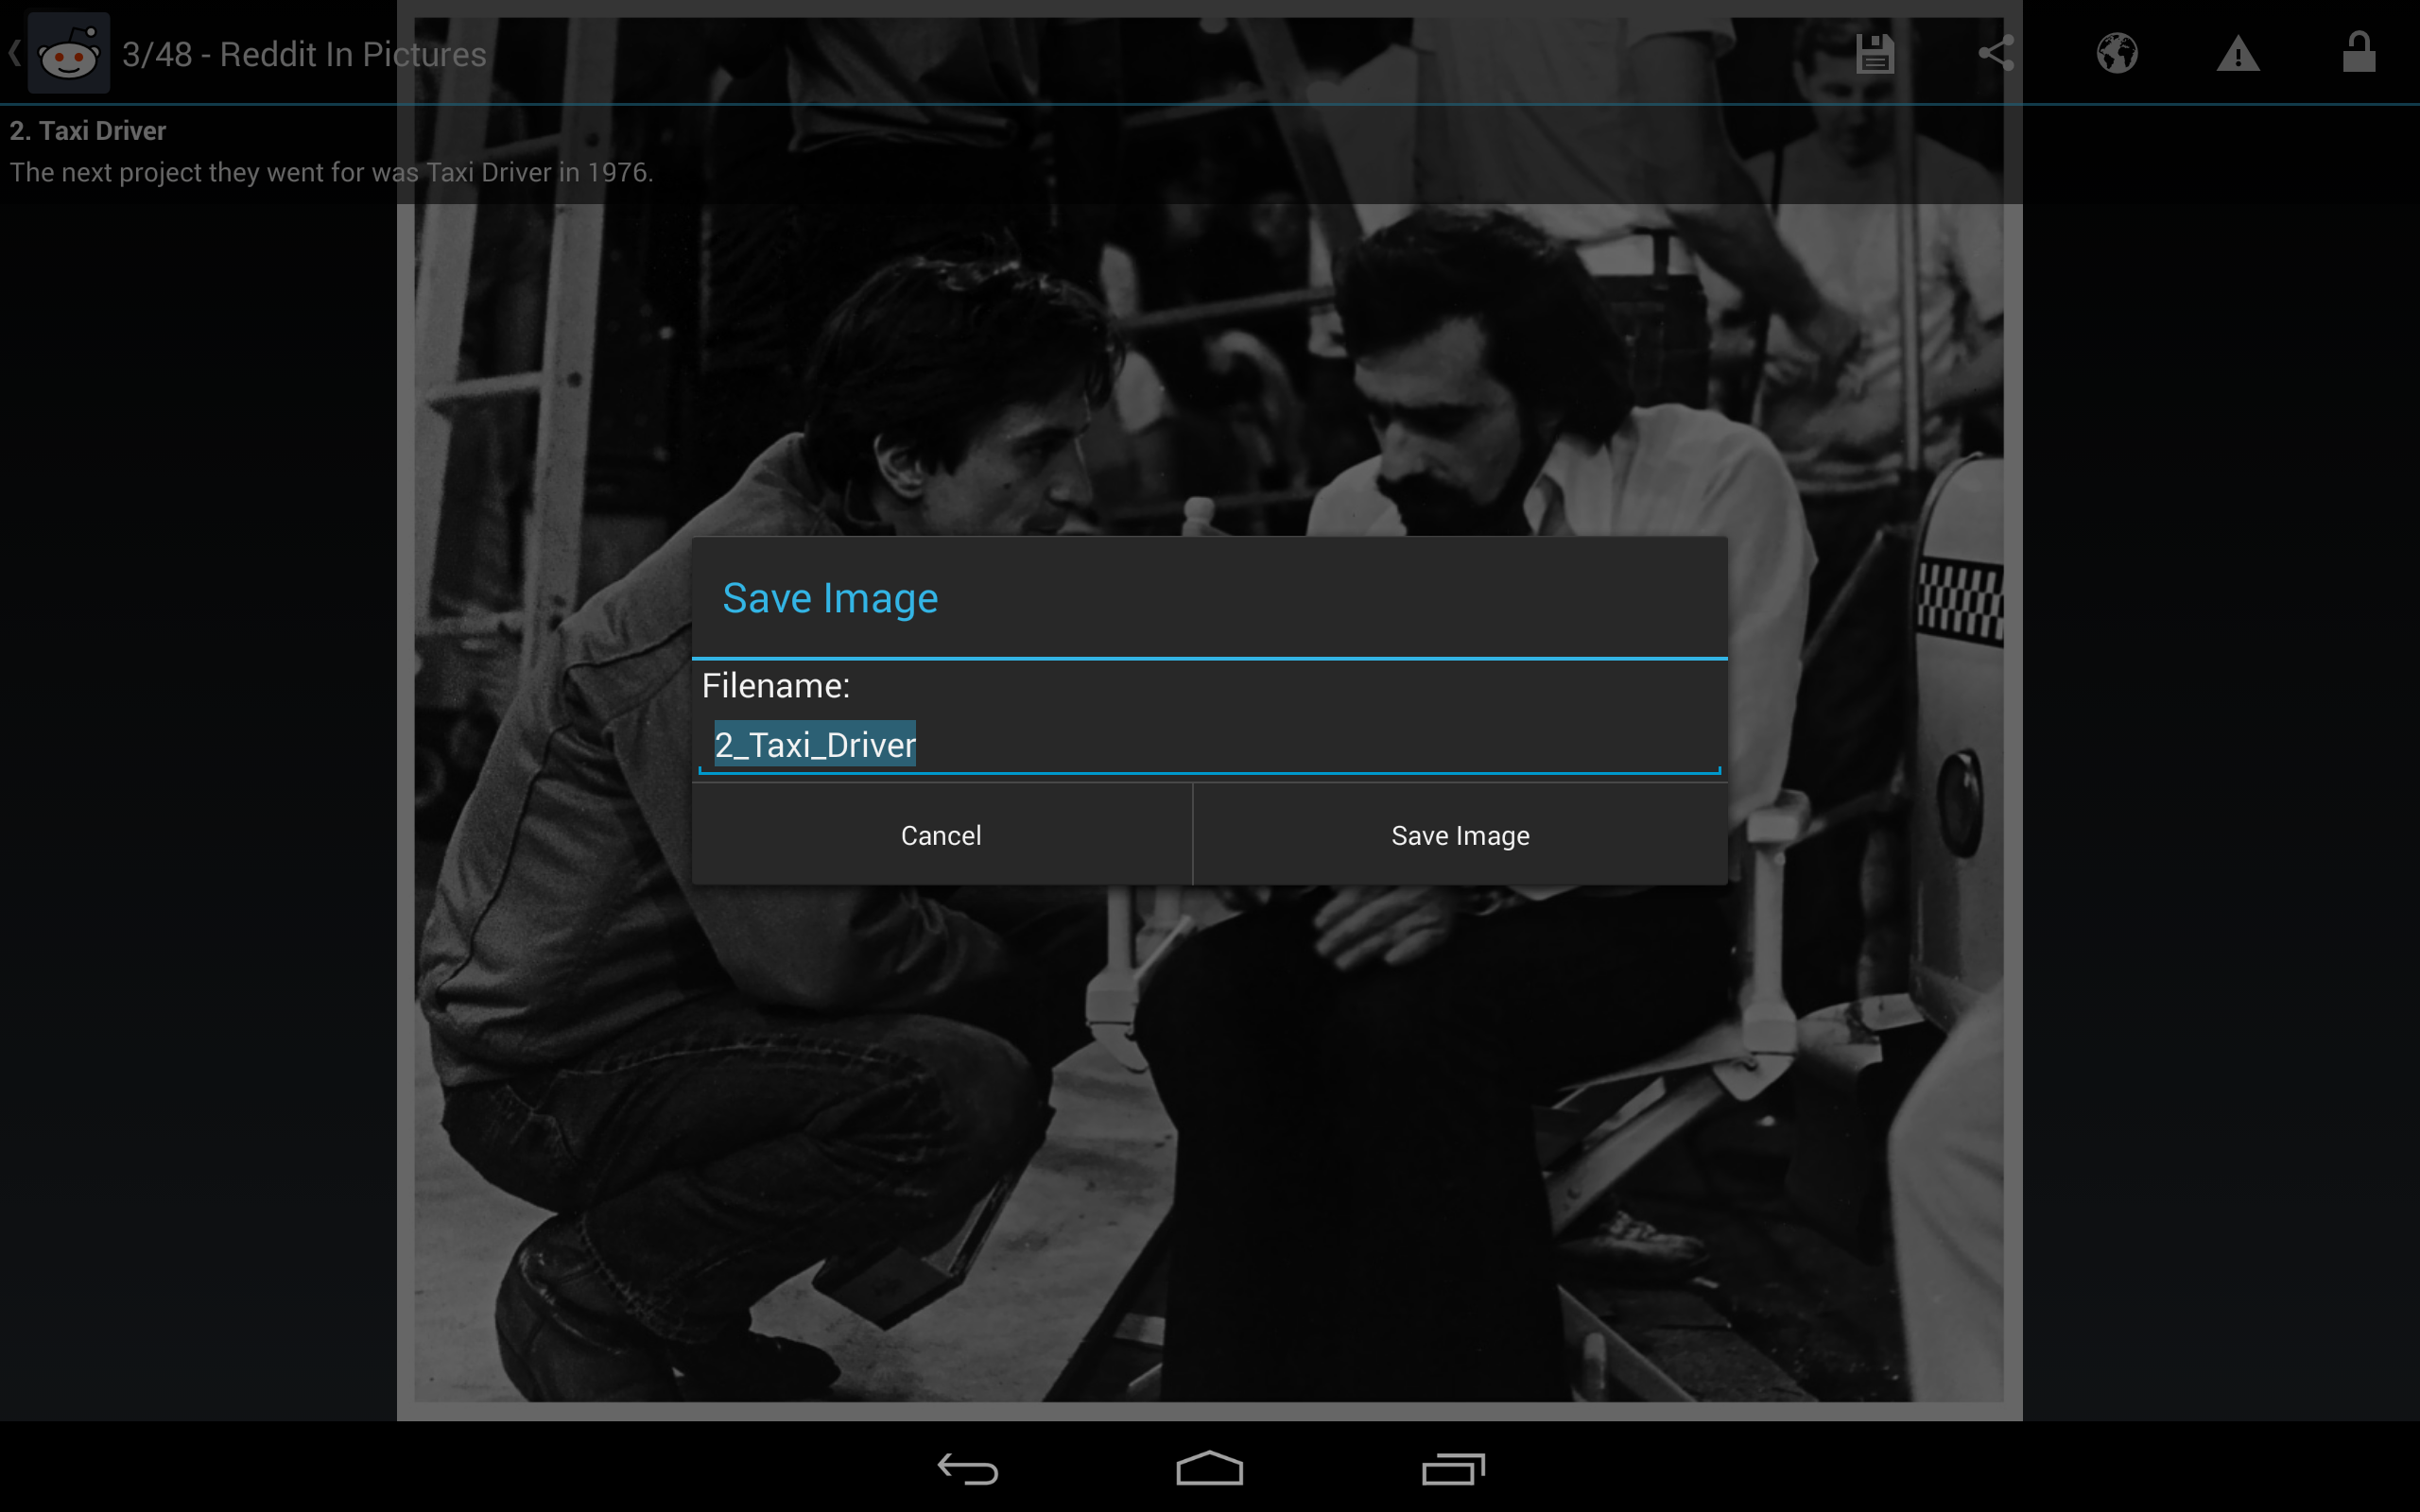 3/48 - Reddit In Pictures
2. Taxi Driver
The next project they went for was Taxi Driver in 1976.
Save Image
Filename:
2_Taxi_Driver
Cancel
Save Image